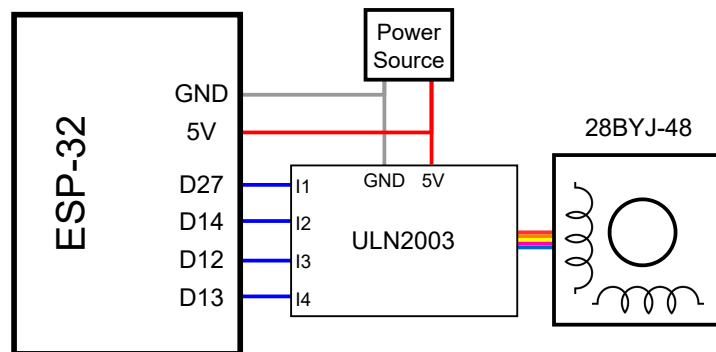 Power
Source
GND
5V
28BYJ-48
ESP-32
GND
5V
D27
I1
D14
I2
ULN2003
D12
I3
D13
I4